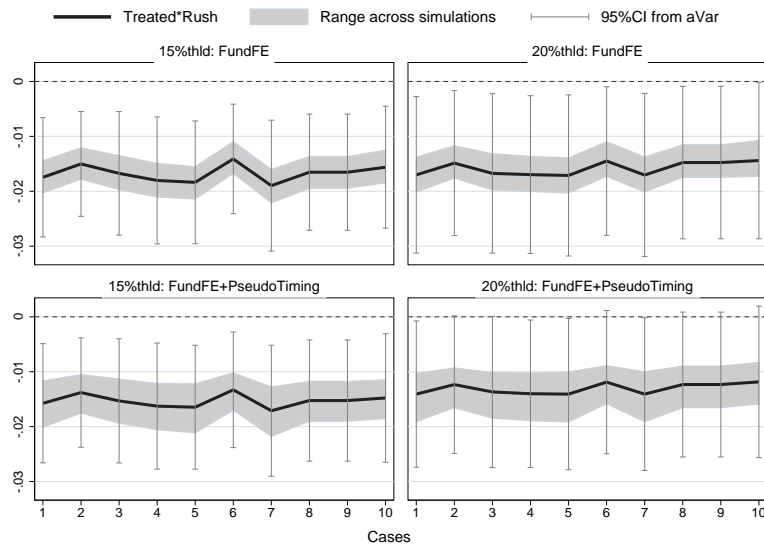 Treated*Rush Range across simulations 95%CI from aVar
15%thld: FundFE 20%thld: FundFE
0
-.01
-.02
-.03
15%thld: FundFE+PseudoTiming 20%thld: FundFE+PseudoTiming
0
-.01
-.02
-.03
1 2 3 4 5 6 7 8 9 10 1 2 3 4 5 6 7 8 9 10
Cases